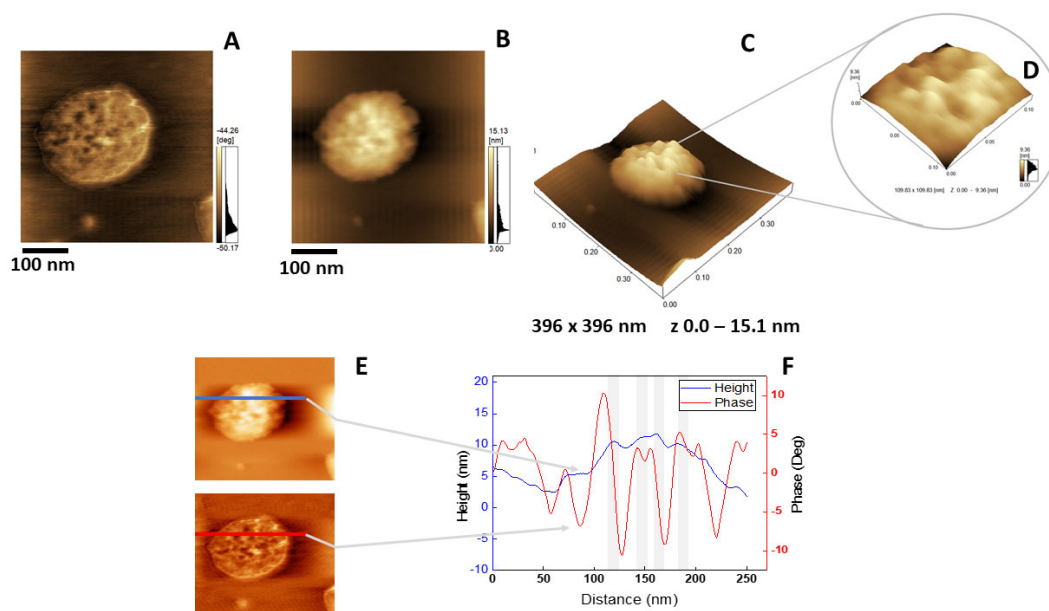 A
-44.26
[deg]
-50.17
100 nm
B
15.13
[nm]
100 nm
C
0.10
0.20
0.30
0.30
0.20
0.10
0.00
396 x 396 nm z 0.0 – 15.1 nm
D
9.36
[nm]
0.00
0.10
0.05
0.05
0.10
0.00
9.36
[nm]
0.00
109.83 x 109.83 [nm] Z 0.00 - 9.36 [nm]
E
F
Height
Phase
Height (nm)
20
15
10
5
0
-5
-10
Phase (Deg)
10
5
0
-5
-10
0 50 100 150 200 250
Distance (nm)